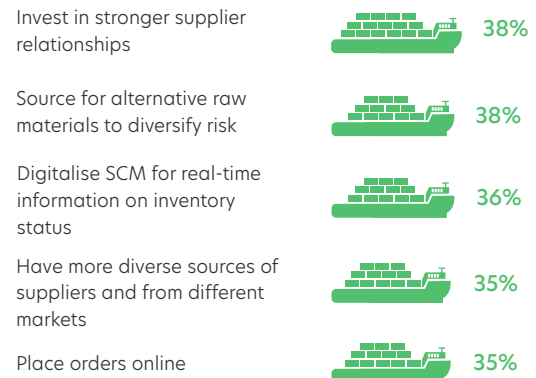 Invest in stronger supplier
relationships
38%
Source for alternative raw
materials to diversify risk
38%
Digitalise SCM for real-time
information on inventory
status
36%
Have more diverse sources of
suppliers and from different
markets
35%
Place orders online
35%